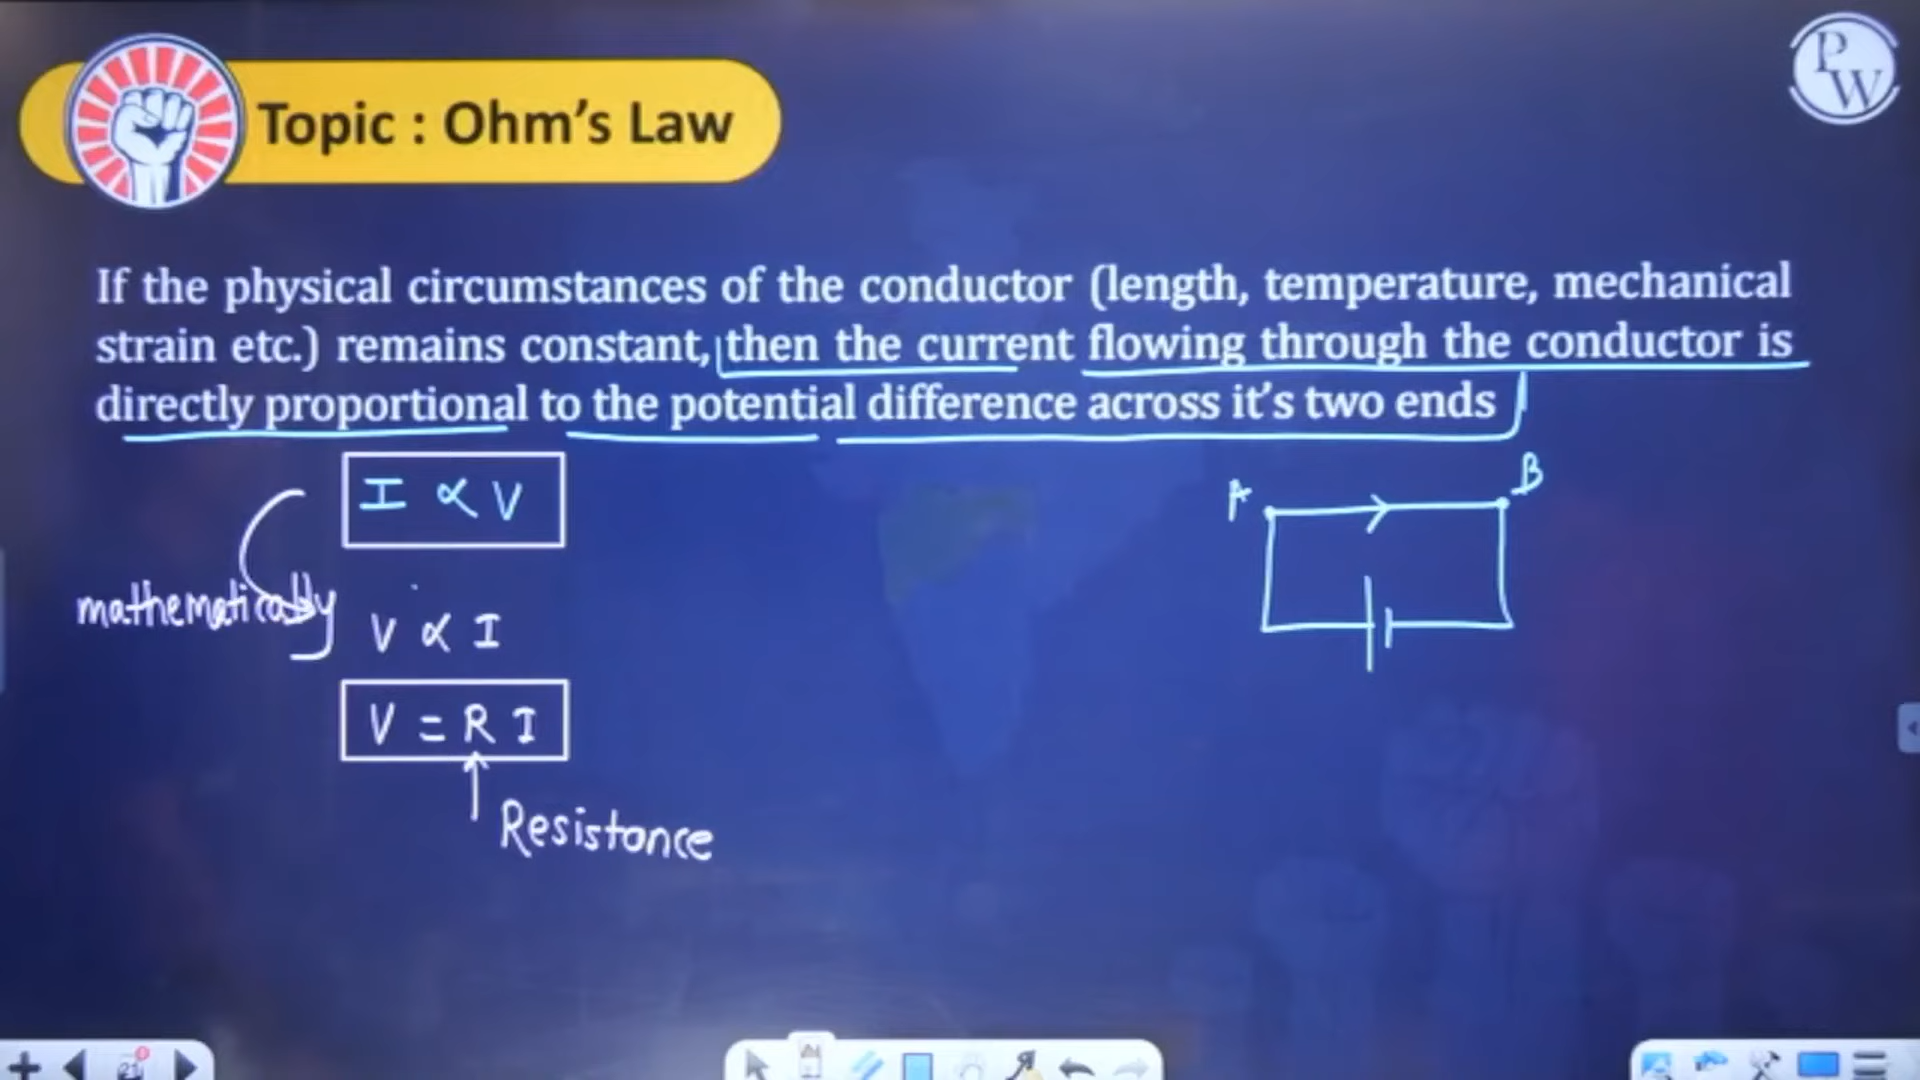 P
W
Topic : Ohm's Law
If the physical circumstances of the conductor (length, temperature, mechanical
strain etc.) remains constant, then the current flowing through the conductor is
directly proportional to the potential difference across it's two ends
I ∝ V
A
B
mathematically
V ∝ I
V = R I
Resistance
21